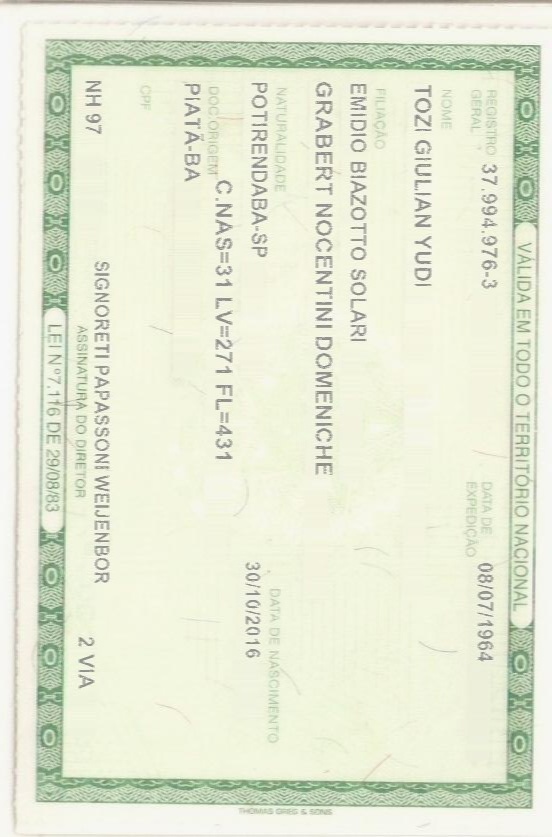 VÁLIDA EM TODO O TERRITÓRIO NACIONAL
REGISTRO GERAL 37.994.976-3 DATA DE EXPEDIÇÃO 08/07/1964
NOME
TOZI GIULIAN YUDI
FILIAÇÃO
EMIDIO BIAZOTTO SOLARI
GRABERT NOCENTINI DOMENICHE
NATURALIDADE DATA DE NASCIMENTO
POTIRENDABA-SP 30/10/2016
DOC ORIGEM C.NAS=31 LV=271 FL=431
PIATÃ-BA
CPF
SIGNORETI PAPASSONI WEIJENBOR
NH 97 2 VIA
ASSINATURA DO DIRETOR
LEI Nº 7.116 DE 29/08/83
THOMAS GREG & SONS